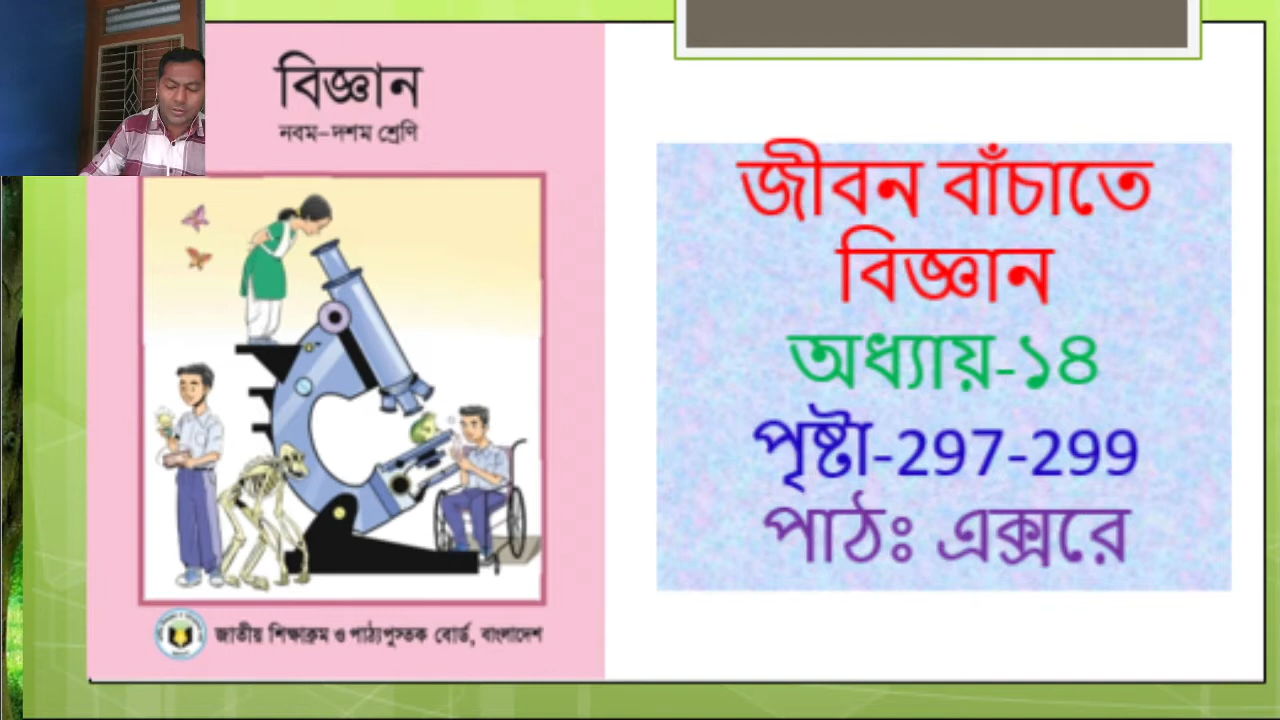 বিজ্ঞান
নবম-দশম শ্রেণি
জাতীয় শিক্ষাক্রম ও পাঠ্যপুস্তক বোর্ড, বাংলাদেশ
জীবন বাঁচাতে
বিজ্ঞান
অধ্যায়-১৪
পৃষ্টা-297-299
পাঠঃ এক্সরে